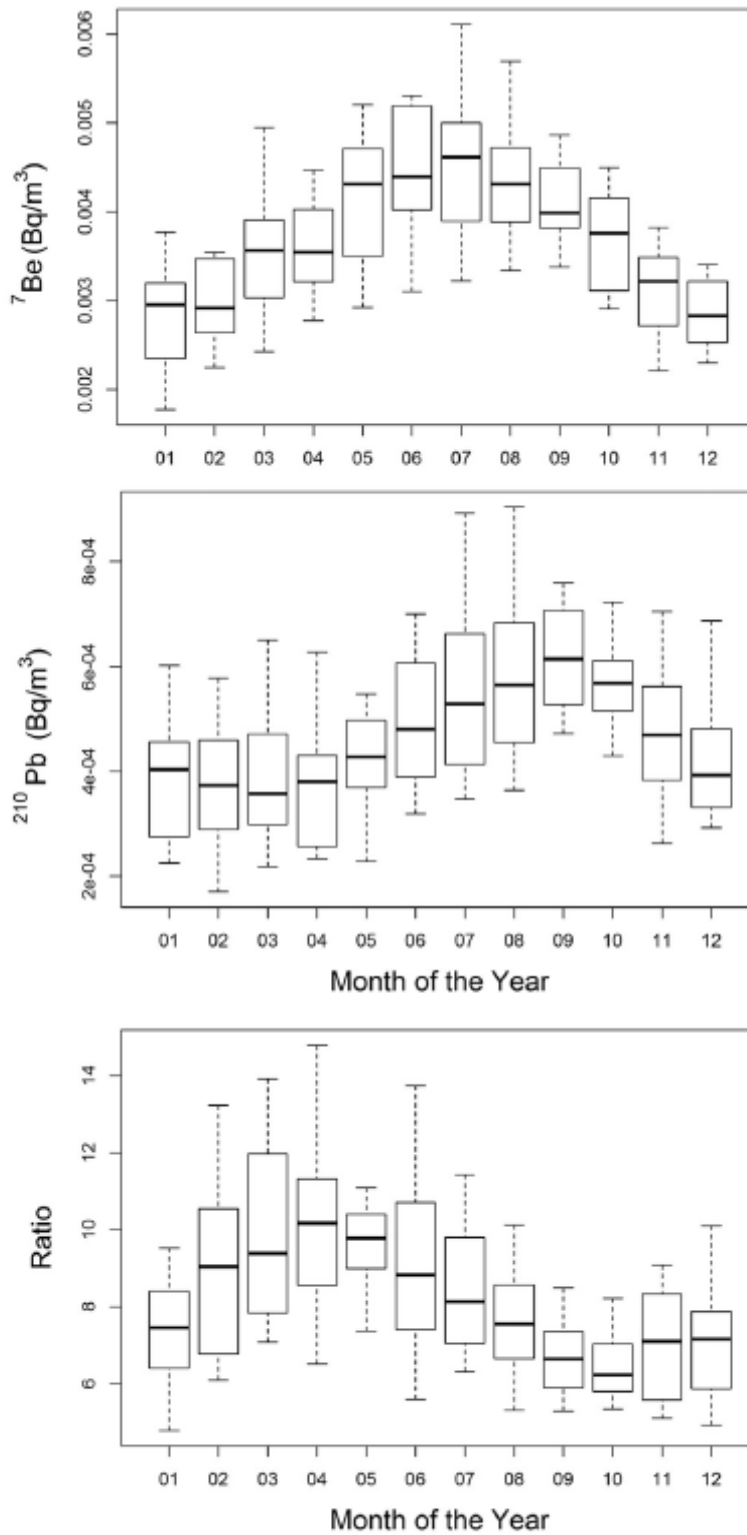 ⁷Be (Bq/m³)
0.006
0.005
0.004
0.003
0.002
01 02 03 04 05 06 07 08 09 10 11 12
²¹⁰Pb (Bq/m³)
8e-04
6e-04
4e-04
2e-04
01 02 03 04 05 06 07 08 09 10 11 12
Month of the Year
Ratio
14
12
10
8
6
01 02 03 04 05 06 07 08 09 10 11 12
Month of the Year